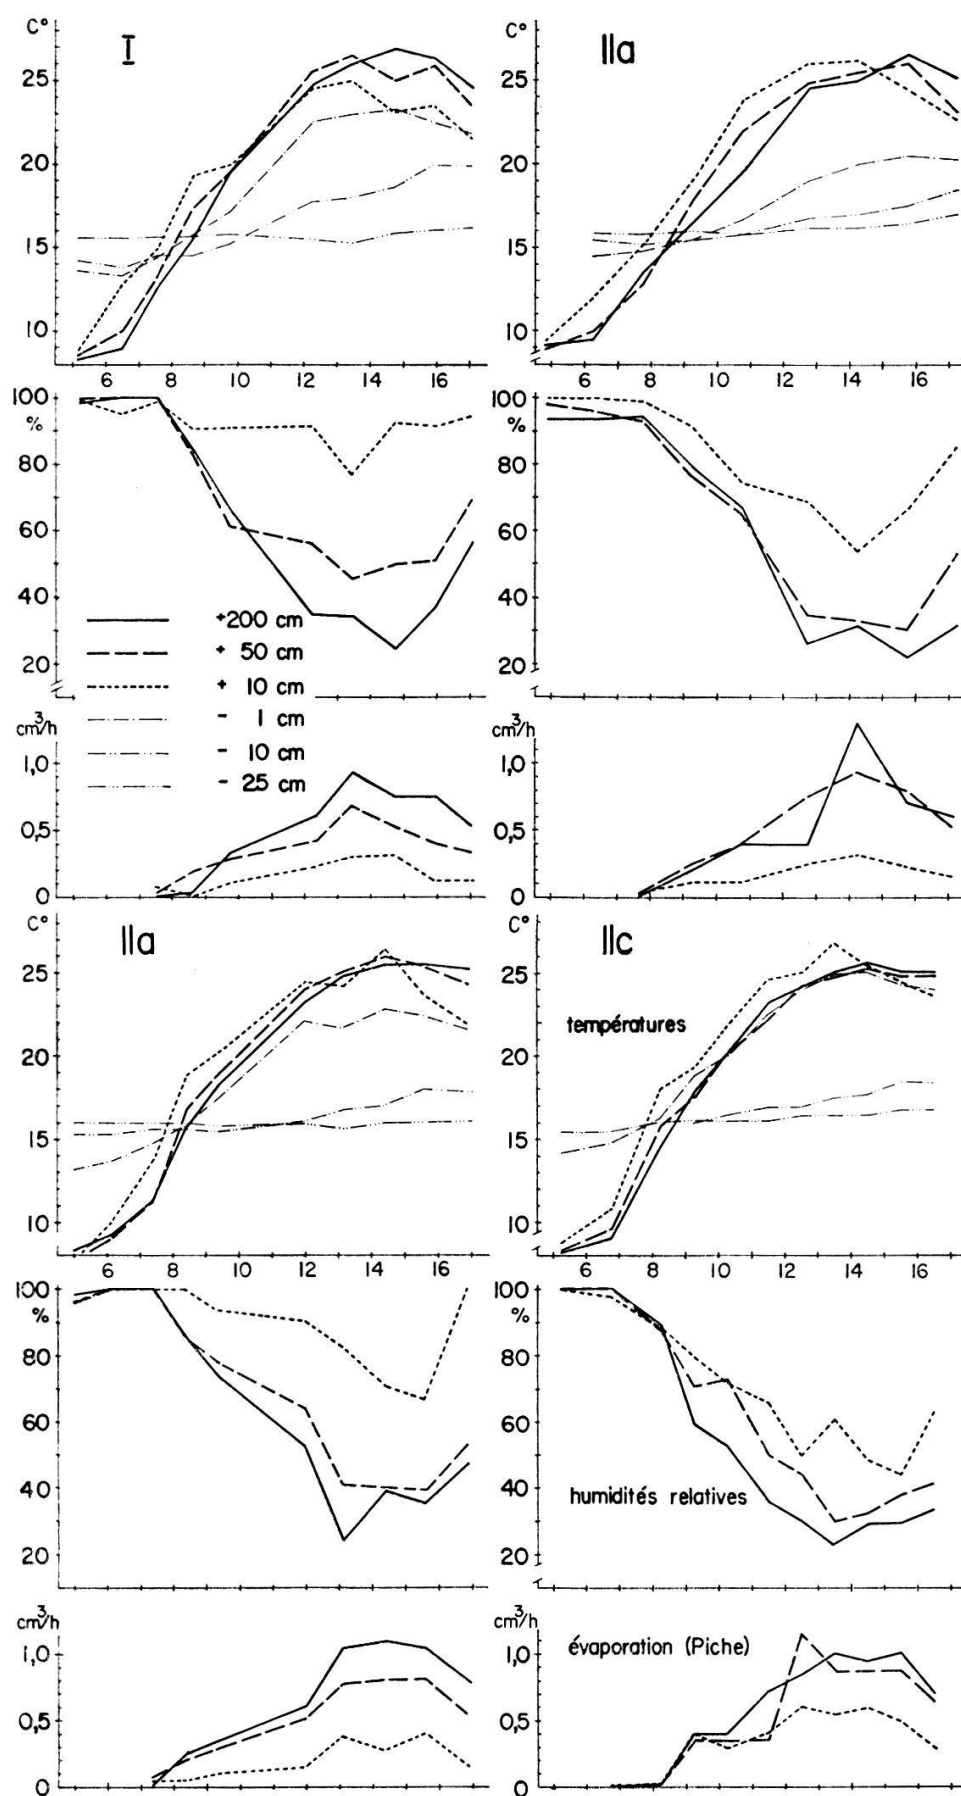 C°
I
25
20
15
10
6 8 10 12 14 16
C°
IIa
25
20
15
10
6 8 10 12 14 16
100
%
80
60
40
20
+200 cm
+ 50 cm
+ 10 cm
- 1 cm
- 10 cm
- 25 cm
100
%
80
60
40
20
cm³/h
1,0
0,5
0
cm³/h
1,0
0,5
0
C°
IIa
25
20
15
10
6 8 10 12 14 16
C°
IIc
25
températures
20
15
10
6 8 10 12 14 16
100
%
80
60
40
20
100
%
80
60
40
humidités relatives
20
cm³/h
1,0
0,5
0
cm³/h
évaporation (Piche)
1,0
0,5
0